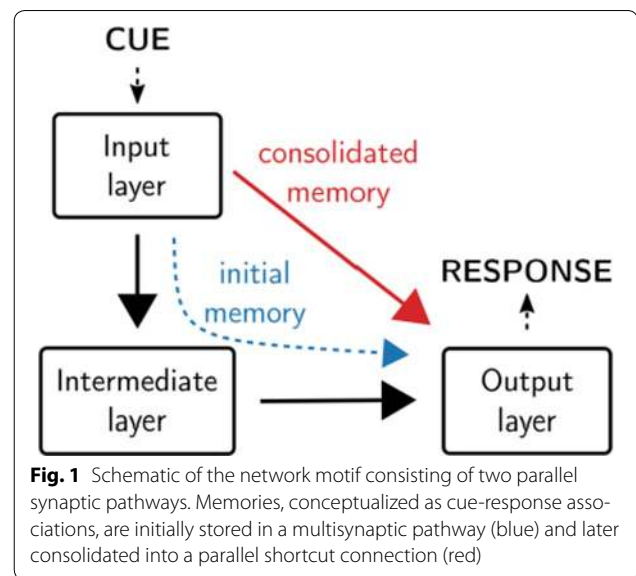 CUE
Input
layer
consolidated
memory
initial
memory
RESPONSE
Intermediate
layer
Output
layer
Fig. 1 Schematic of the network motif consisting of two parallel
synaptic pathways. Memories, conceptualized as cue-response asso-
ciations, are initially stored in a multisynaptic pathway (blue) and later
consolidated into a parallel shortcut connection (red)